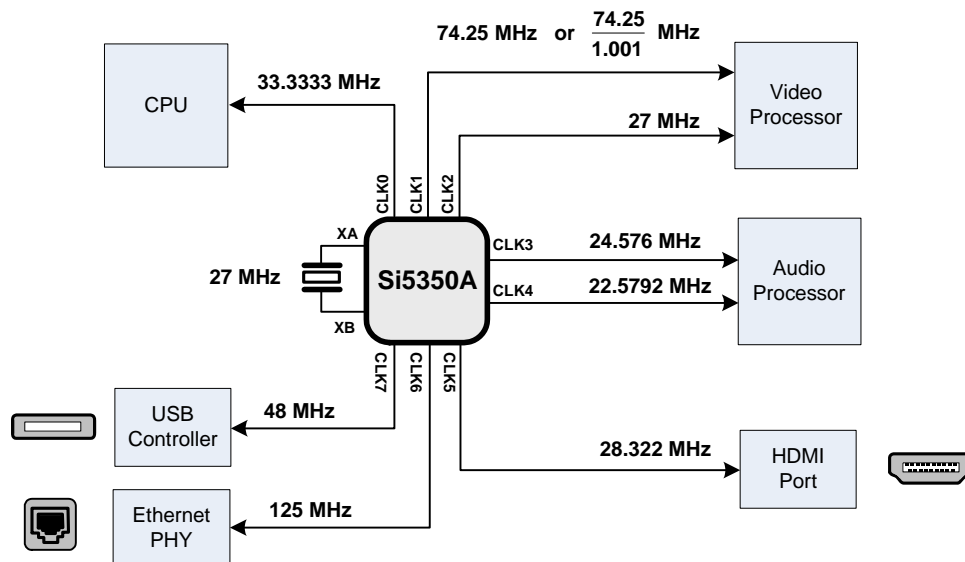 74.25 MHz or 74.25/1.001 MHz
CPU
33.3333 MHz
Video
Processor
27 MHz
CLK0
CLK1
CLK2
XA
27 MHz
XB
Si5350A
CLK3
24.576 MHz
CLK4
22.5792 MHz
Audio
Processor
CLK7
CLK6
CLK5
USB
Controller
48 MHz
28.322 MHz
HDMI
Port
Ethernet
PHY
125 MHz